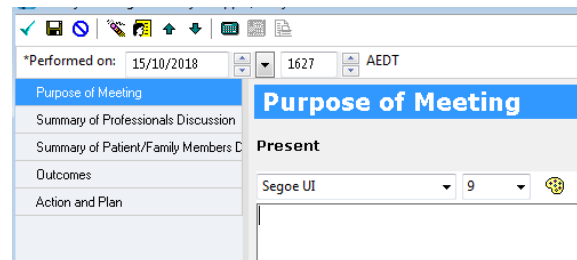 *Performed on: 15/10/2018 1627 AEDT
Purpose of Meeting
Summary of Professionals Discussion
Summary of Patient/Family Members D
Outcomes
Action and Plan
Purpose of Meeting
Present
Segoe UI 9